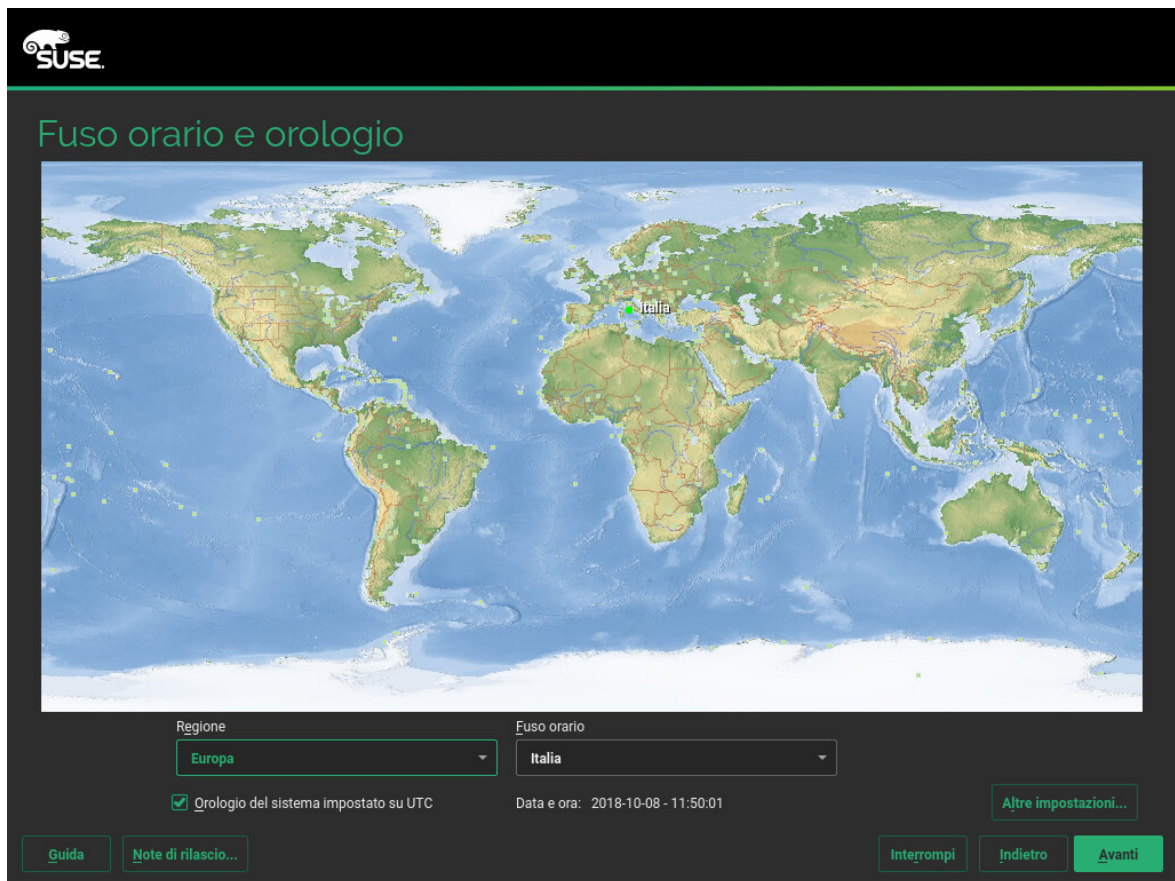 SUSE.
Fuso orario e orologio
Italia
Regione
Fuso orario
Europa
Italia
Orologio del sistema impostato su UTC
Data e ora: 2018-10-08 - 11:50:01
Altre impostazioni...
Guida
Note di rilascio...
Interrompi
Indietro
Avanti